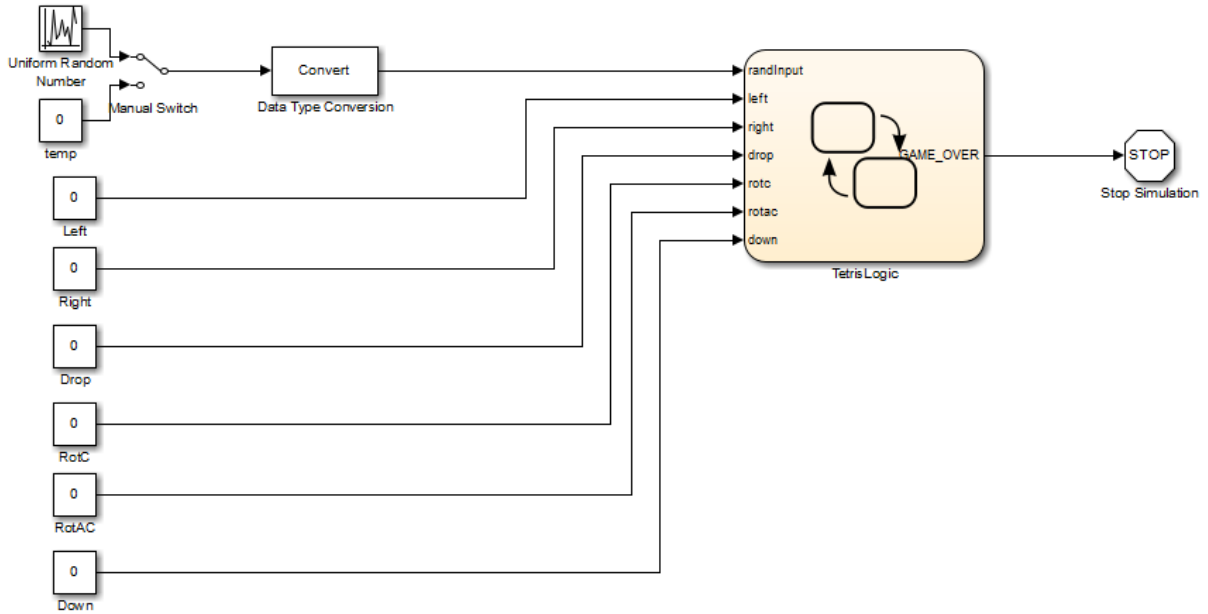 Uniform Random
Number
Manual Switch
0
temp
Convert
Data Type Conversion
0
Left
0
Right
0
Drop
0
RotC
0
RotAC
0
Down
randInput
left
right
drop
rotc
rotac
down
GAME_OVER
TetrisLogic
STOP
Stop Simulation